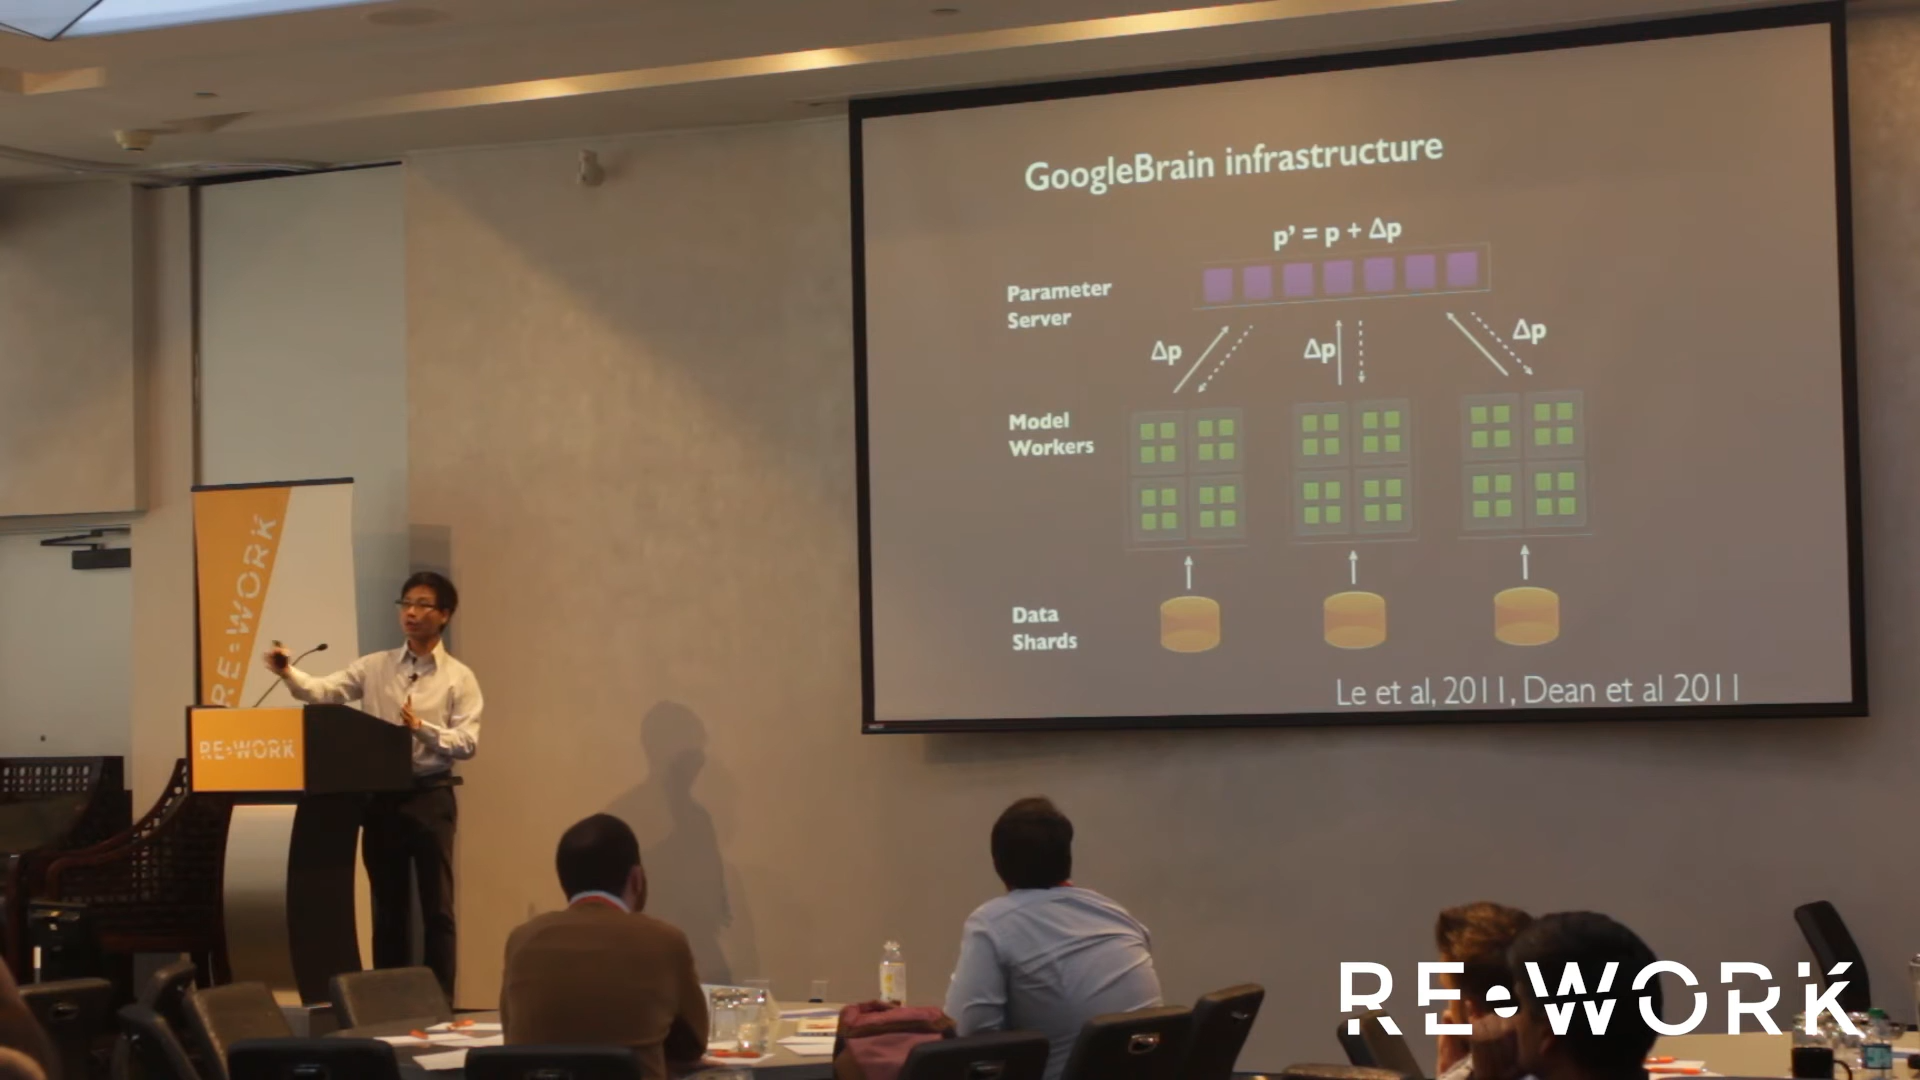 GoogleBrain infrastructure
p' = p + Δp
Parameter
Server
Δp
Δp
Δp
Model
Workers
Data
Shards
Le et al, 2011, Dean et al 2011
RE•WORK
RE•WORK
RE•WORK